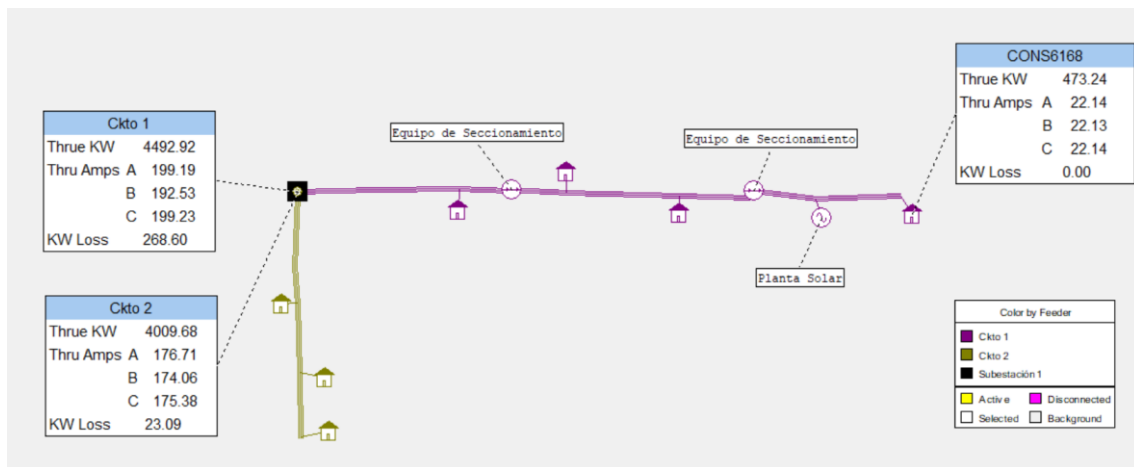 CONS6168
Thrue KW 473.24
Thru Amps A 22.14
B 22.13
C 22.14
KW Loss 0.00
Ckto 1
Thrue KW 4492.92
Thru Amps A 199.19
B 192.53
C 199.23
KW Loss 268.60
Equipo de Seccionamiento
Equipo de Seccionamiento
Planta Solar
Ckto 2
Thrue KW 4009.68
Thru Amps A 176.71
B 174.06
C 175.38
KW Loss 23.09
Color by Feeder
Ckto 1
Ckto 2
Subestación 1
Active Disconnected
Selected Background